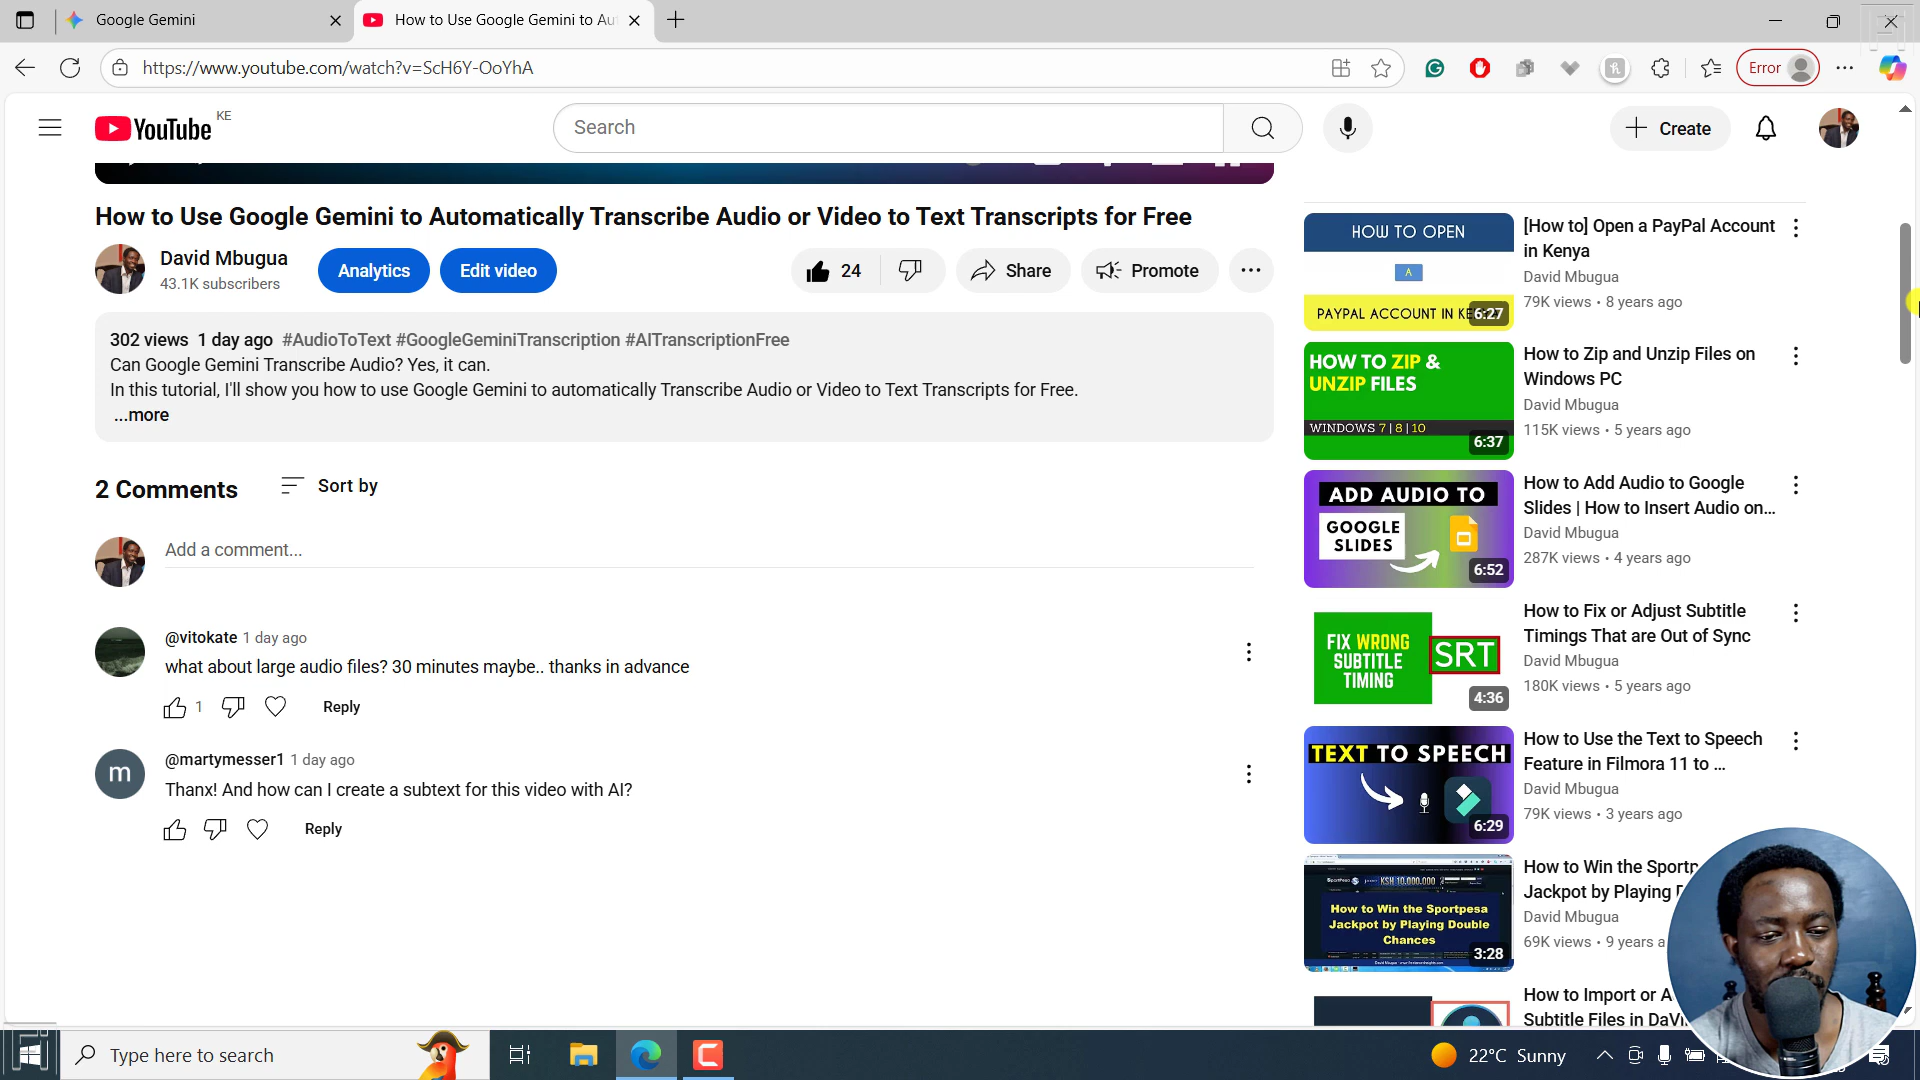 Google Gemini
How to Use Google Gemini to Au
https://www.youtube.com/watch?v=ScH6Y-OoYhA
Error
YouTube KE
Search
Create
How to Use Google Gemini to Automatically Transcribe Audio or Video to Text Transcripts for Free
David Mbugua
43.1K subscribers
Analytics
Edit video
24
Share
Promote
302 views 1 day ago #AudioToText #GoogleGeminiTranscription #AITranscriptionFree
Can Google Gemini Transcribe Audio? Yes, it can.
In this tutorial, I'll show you how to use Google Gemini to automatically Transcribe Audio or Video to Text Transcripts for Free.
...more
2 Comments
Sort by
Add a comment...
@vitokate 1 day ago
what about large audio files? 30 minutes maybe.. thanks in advance
1
Reply
m
@martymesser1 1 day ago
Thanx! And how can I create a subtext for this video with AI?
Reply
HOW TO OPEN
A
PAYPAL ACCOUNT IN KE
6:27
[How to] Open a PayPal Account
in Kenya
David Mbugua
79K views • 8 years ago
HOW TO ZIP &
UNZIP FILES
WINDOWS 7 | 8 | 10
6:37
How to Zip and Unzip Files on
Windows PC
David Mbugua
115K views • 5 years ago
ADD AUDIO TO
GOOGLE
SLIDES
6:52
How to Add Audio to Google
Slides | How to Insert Audio on...
David Mbugua
287K views • 4 years ago
FIX WRONG
SUBTITLE
TIMING
SRT
4:36
How to Fix or Adjust Subtitle
Timings That are Out of Sync
David Mbugua
180K views • 5 years ago
TEXT TO SPEECH
6:29
How to Use the Text to Speech
Feature in Filmora 11 to ...
David Mbugua
79K views • 3 years ago
KSH 10,000,000
How to Win the Sportpesa
Jackpot by Playing Double
Chances
3:28
How to Win the Sportp
Jackpot by Playing
David Mbugua
69K views • 9 years a
How to Import or A
Subtitle Files in DaVi
Type here to search
22°C Sunny